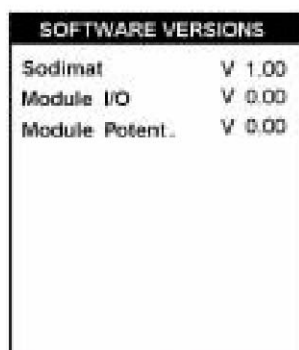 SOFTWARE VERSIONS
Sodimat V 1.00
Module I/O V 0.00
Module Potent. V 0.00